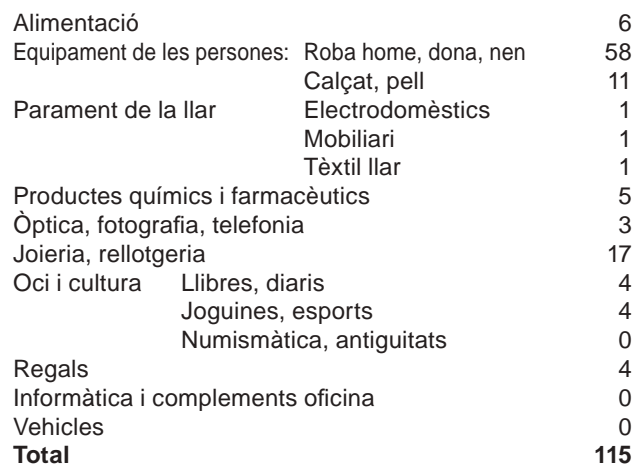 Alimentació 6
Equipament de les persones: Roba home, dona, nen 58
Calçat, pell 11
Parament de la llar Electrodomèstics 1
Mobiliari 1
Tèxtil llar 1
Productes químics i farmacèutics 5
Òptica, fotografia, telefonia 3
Joieria, rellotgeria 17
Oci i cultura Llibres, diaris 4
Joguines, esports 4
Numismàtica, antiguitats 0
Regals 4
Informàtica i complements oficina 0
Vehicles 0
Total 115